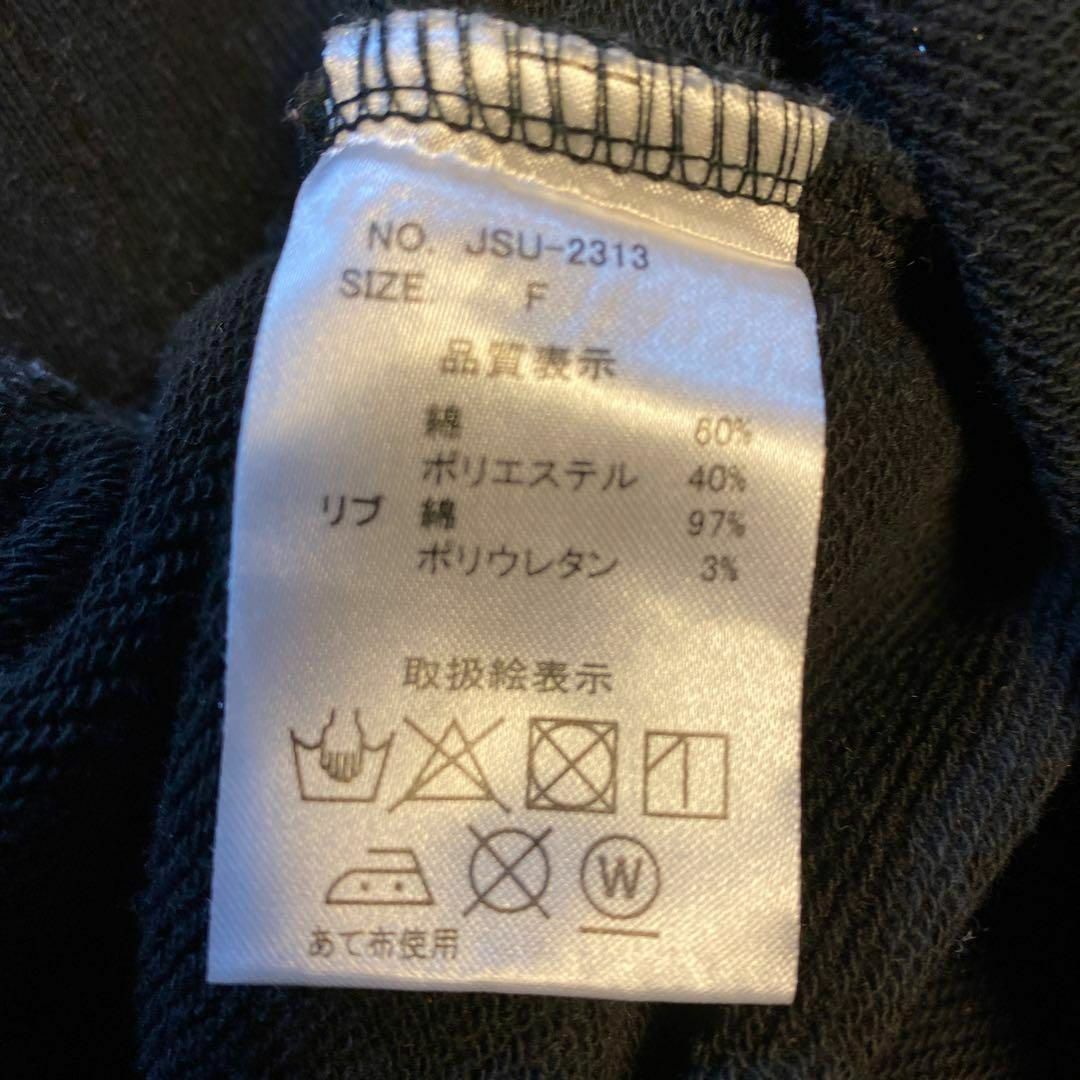 NO. JSU-2313
SIZE F
品質表示
綿 60%
ポリエステル 40%
リブ 綿 97%
ポリウレタン 3%
取扱絵表示
W
あて布使用